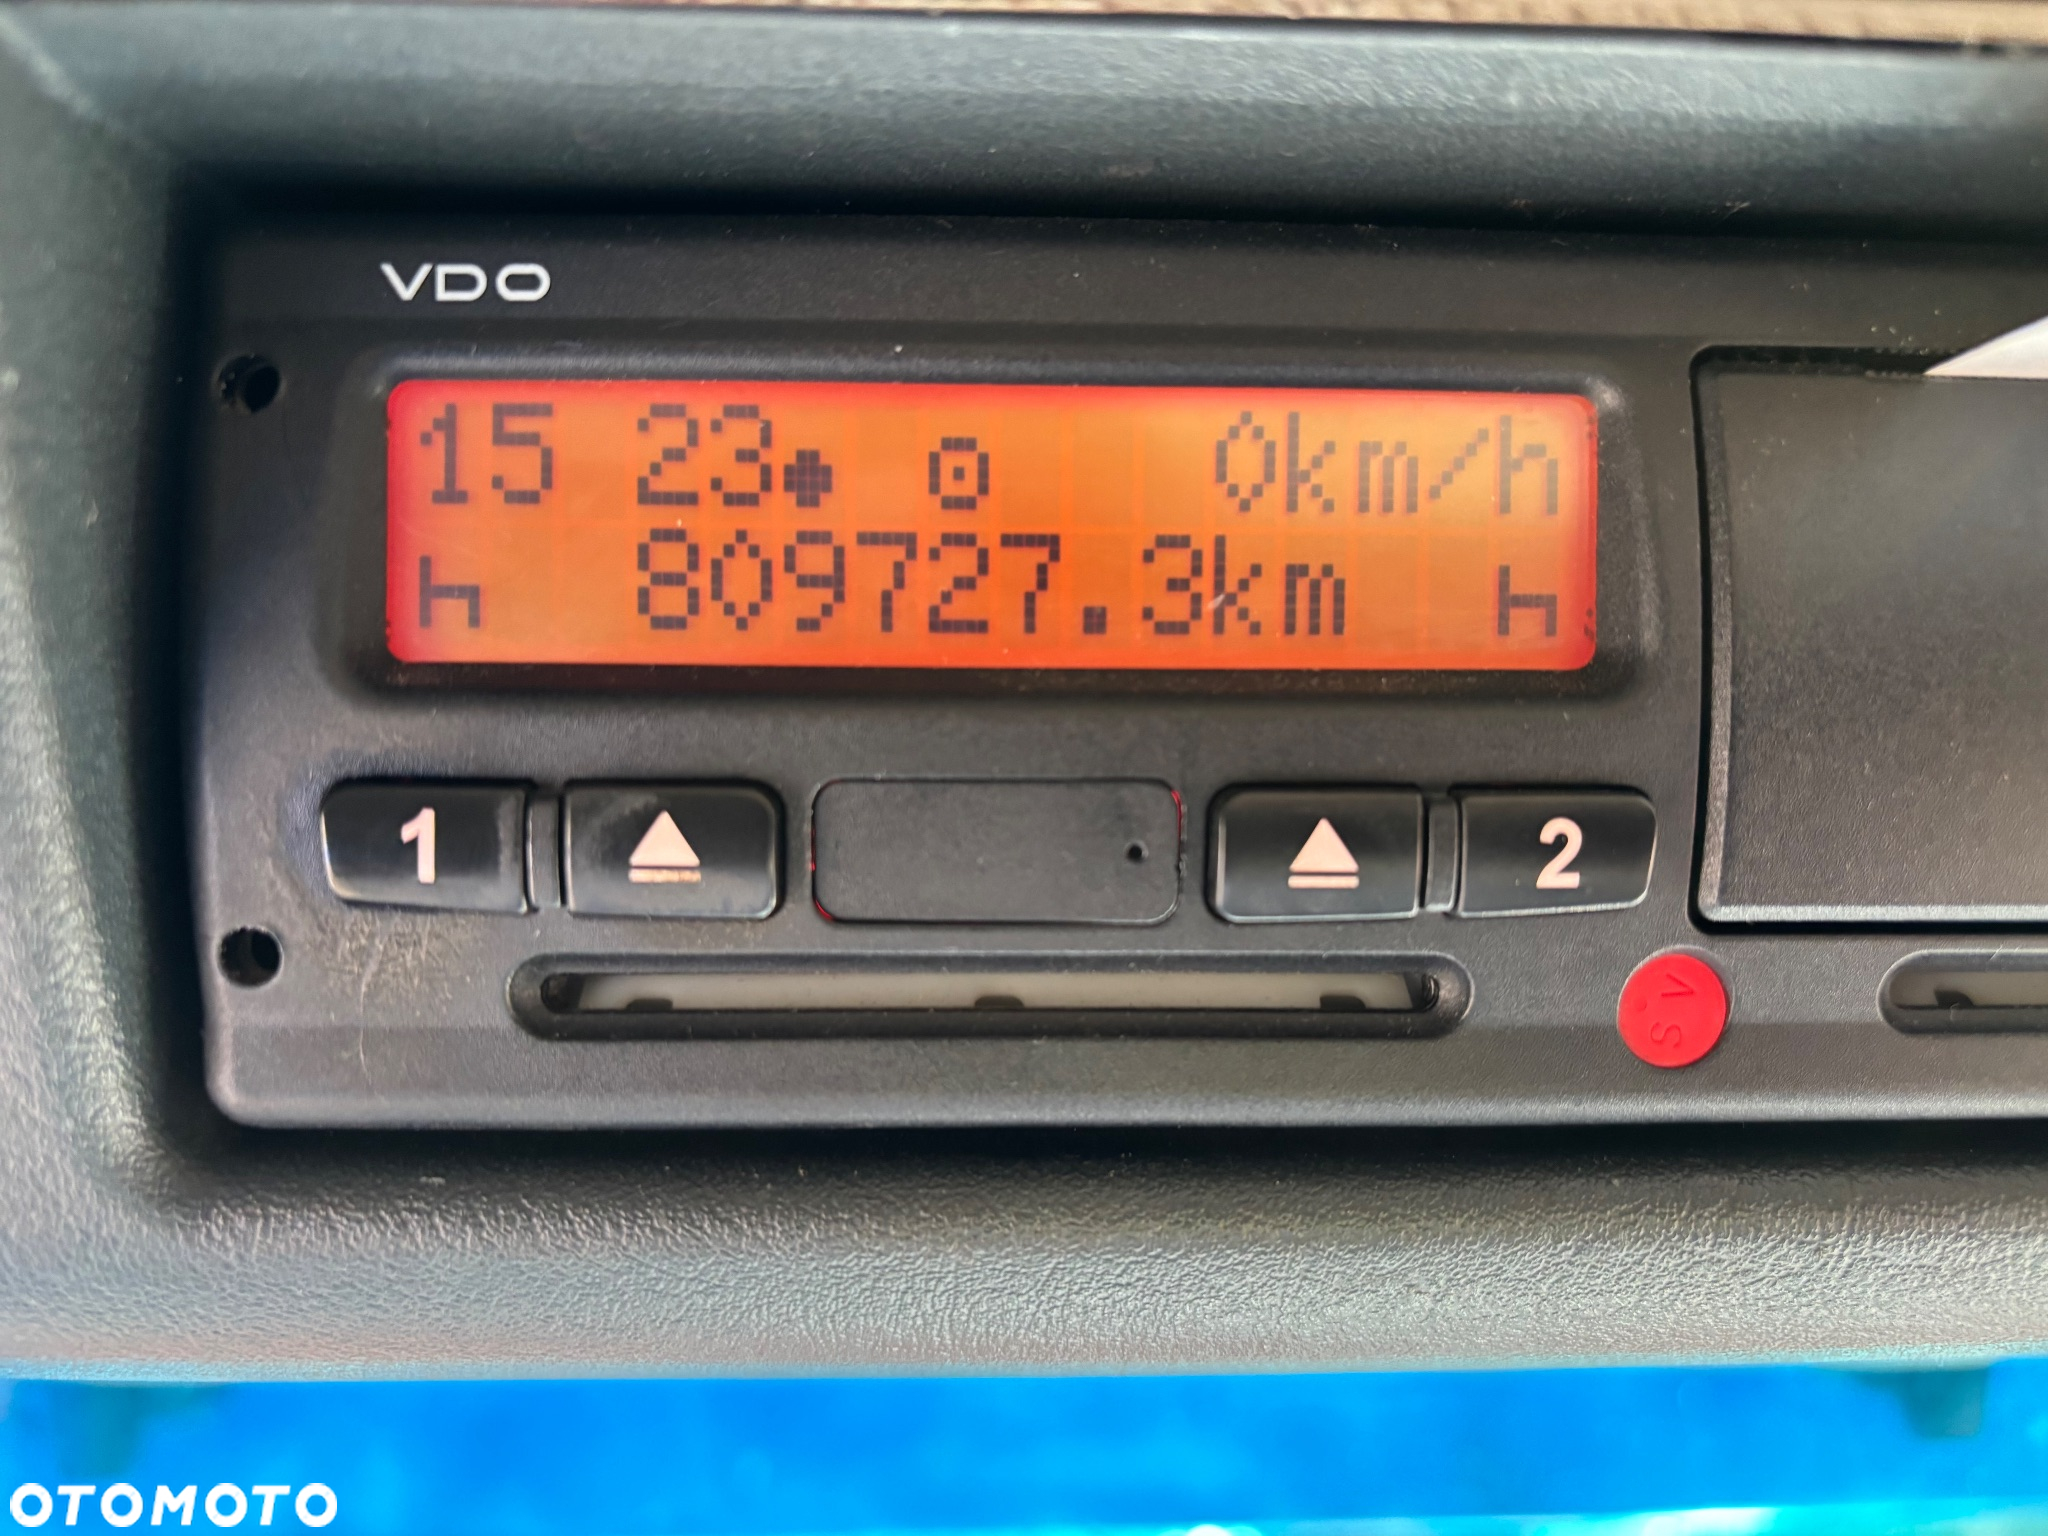 VDO
15 23 0km/h
809727.3km
1 2
S.V
OTOMOTO